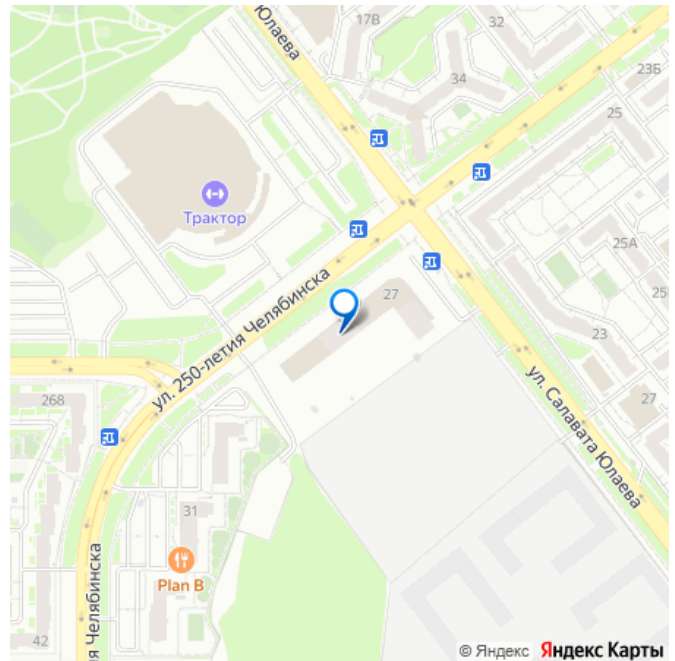 Юлаева
17В
32
34
23Б
25
Трактор
25А
25
27
ул. 250-летия Челябинска
23
27
268
ул. Салавата Юлаева
31
Plan B
ия Челябинска
42
© Яндекс Яндекс Карты